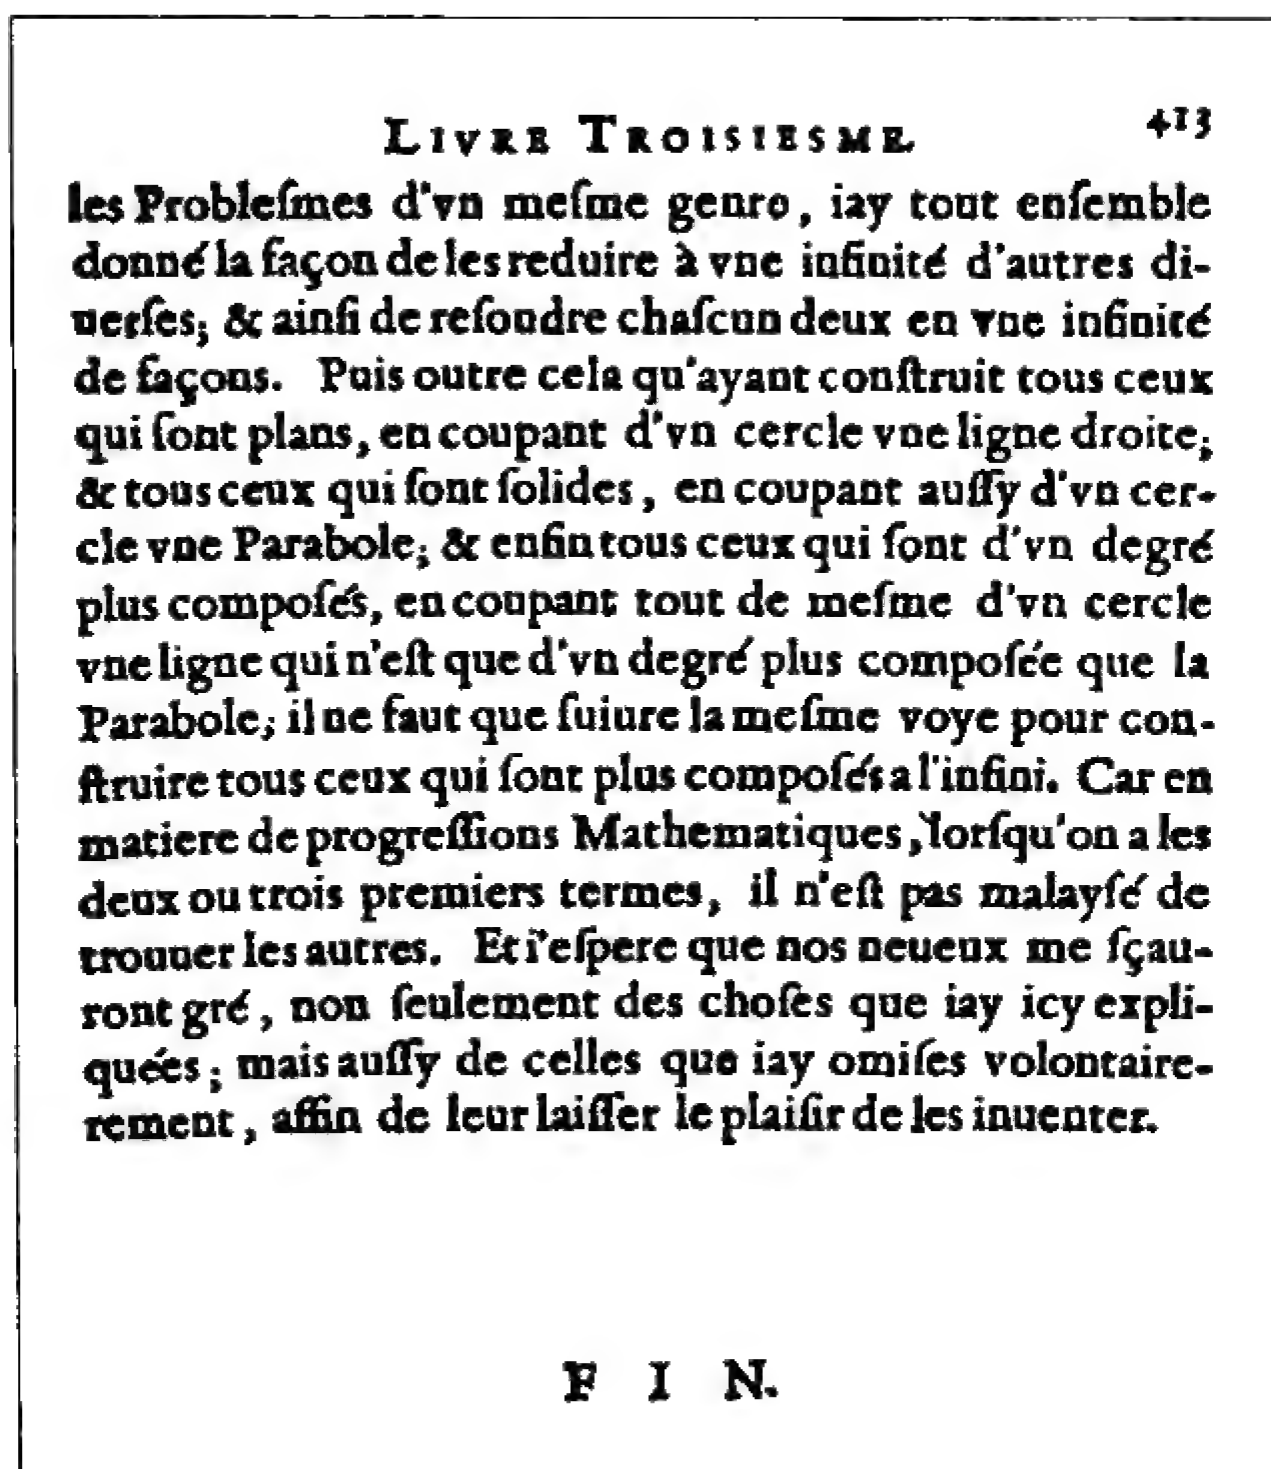 LIVRE TROISIESME. 413
les Problesmes d'vn mesme genre, iay tout ensemble
donné la façon de les reduire à vne infinité d'autres di-
uerses; & ainsi de resoudre chascun deux en vne infinité
de façons. Puis outre cela qu'ayant construit tous ceux
qui sont plans, en coupant d'vn cercle vne ligne droite;
& tous ceux qui sont solides, en coupant aussy d'vn cer-
cle vne Parabole; & enfin tous ceux qui sont d'vn degré
plus composés, en coupant tout de mesme d'vn cercle
vne ligne qui n'est que d'vn degré plus composée que la
Parabole; il ne faut que suiure la mesme voye pour con-
struire tous ceux qui sont plus composés a l'infini. Car en
matiere de progressions Mathematiques, lorsqu'on a les
deux ou trois premiers termes, il n'est pas malaysé de
trouuer les autres. Et i'espere que nos neueux me sçau-
ront gré, non seulement des choses que iay icy expli-
quées; mais aussy de celles que iay omises volontaire-
rement, affin de leur laisser le plaisir de les inuenter.
F I N.